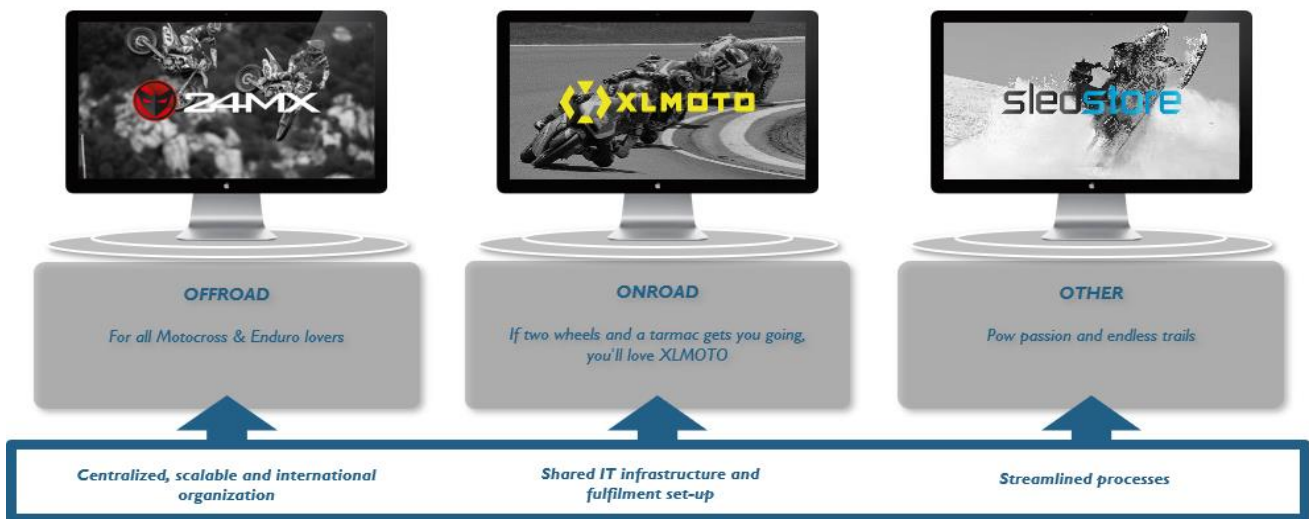 24MX
XLMOTO
sledstore
OFFROAD
For all Motocross & Enduro lovers
ONROAD
If two wheels and a tarmac gets you going,
you'll love XLMOTO
OTHER
Pow passion and endless trails
Centralized, scalable and international
organization
Shared IT infrastructure and
fulfilment set-up
Streamlined processes